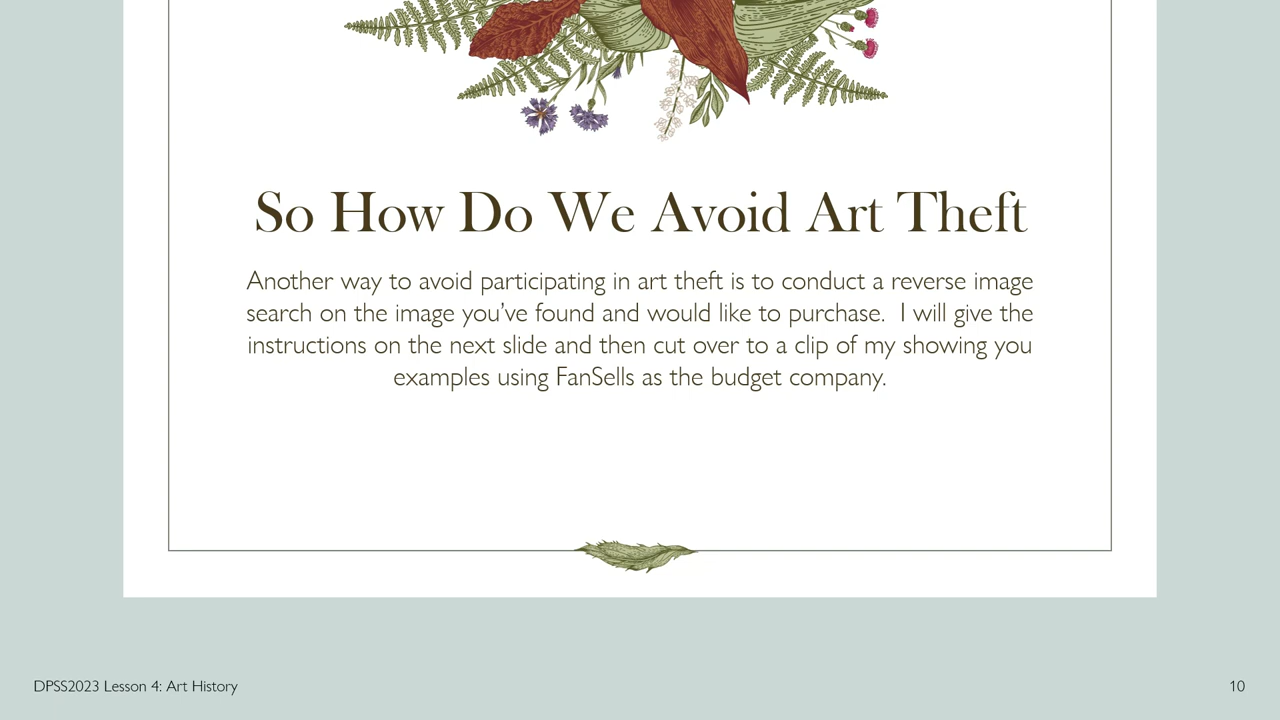 So How Do We Avoid Art Theft
Another way to avoid participating in art theft is to conduct a reverse image
search on the image you’ve found and would like to purchase.  I will give the
instructions on the next slide and then cut over to a clip of my showing you
examples using FanSells as the budget company.
DPSS2023 Lesson 4: Art History
10